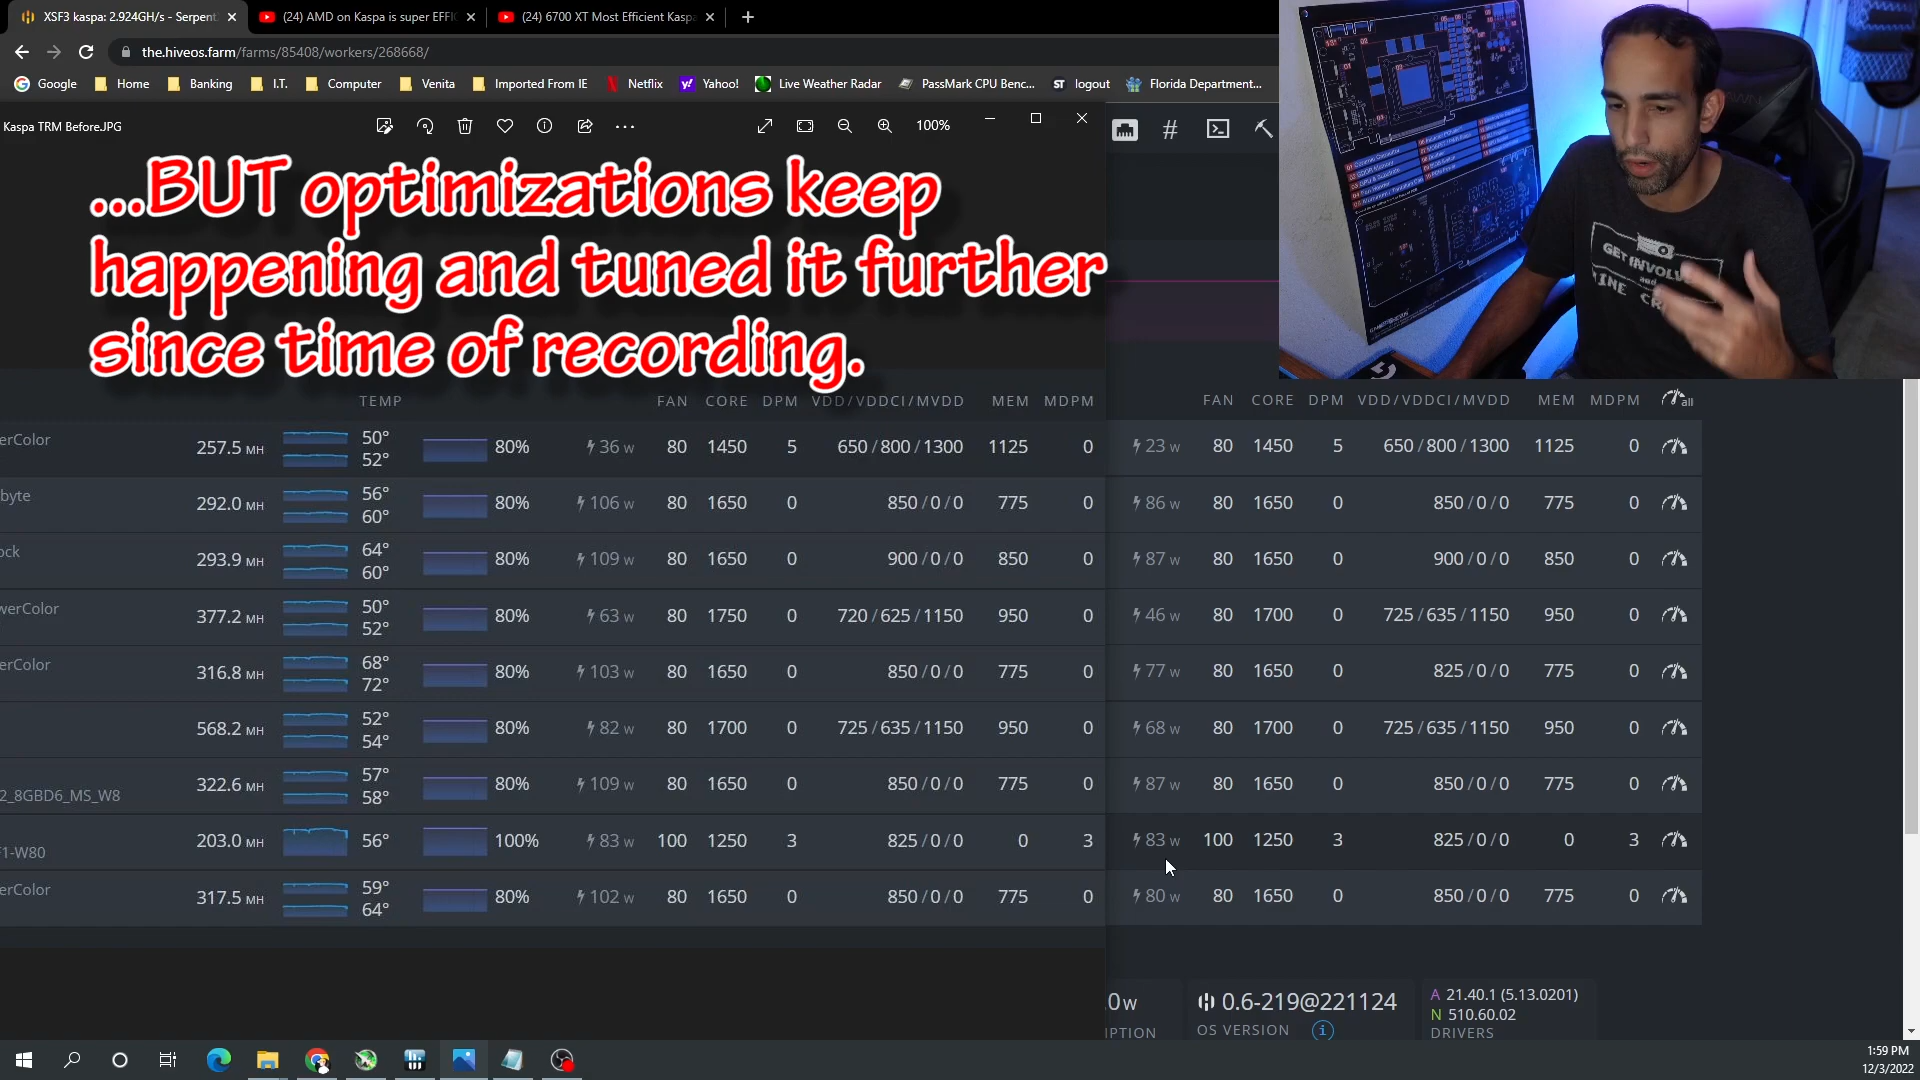 XSF3 kaspa: 2.924GH/s - Serpent
(24) AMD on Kaspa is super EFFIC
(24) 6700 XT Most Efficient Kaspa
the.hiveos.farm/farms/85408/workers/268668/
Google Home Banking I.T. Computer Venita Imported From IE Netflix Yahoo! Live Weather Radar PassMark CPU Benc... ST logout Florida Department...
Kaspa TRM Before.JPG
100%
...BUT optimizations keep
happening and tuned it further
since time of recording.
GET INVOLV
and
MINE CR
TEMP FAN CORE DPM VDD/VDDCI/MVDD MEM MDPM FAN CORE DPM VDD/VDDCI/MVDD MEM MDPM all
erColor 257.5 MH 50° 52° 80% 36 W 80 1450 5 650/800/1300 1125 0 23 W 80 1450 5 650/800/1300 1125 0
byte 292.0 MH 56° 60° 80% 106 W 80 1650 0 850/0/0 775 0 86 W 80 1650 0 850/0/0 775 0
ock 293.9 MH 64° 60° 80% 109 W 80 1650 0 900/0/0 850 0 87 W 80 1650 0 900/0/0 850 0
werColor 377.2 MH 50° 52° 80% 63 W 80 1750 0 720/625/1150 950 0 46 W 80 1700 0 725/635/1150 950 0
erColor 316.8 MH 68° 72° 80% 103 W 80 1650 0 850/0/0 775 0 77 W 80 1650 0 825/0/0 775 0
568.2 MH 52° 54° 80% 82 W 80 1700 0 725/635/1150 950 0 68 W 80 1700 0 725/635/1150 950 0
2_8GBD6_MS_W8 322.6 MH 57° 58° 80% 109 W 80 1650 0 850/0/0 775 0 87 W 80 1650 0 850/0/0 775 0
F1-W80 203.0 MH 56° 100% 83 W 100 1250 3 825/0/0 0 3 83 W 100 1250 3 825/0/0 0 3
erColor 317.5 MH 59° 64° 80% 102 W 80 1650 0 850/0/0 775 0 80 W 80 1650 0 850/0/0 775 0
.0w 0.6-219@221124 A 21.40.1 (5.13.0201)
N 510.60.02
IPTION OS VERSION DRIVERS
1:59 PM
12/3/2022